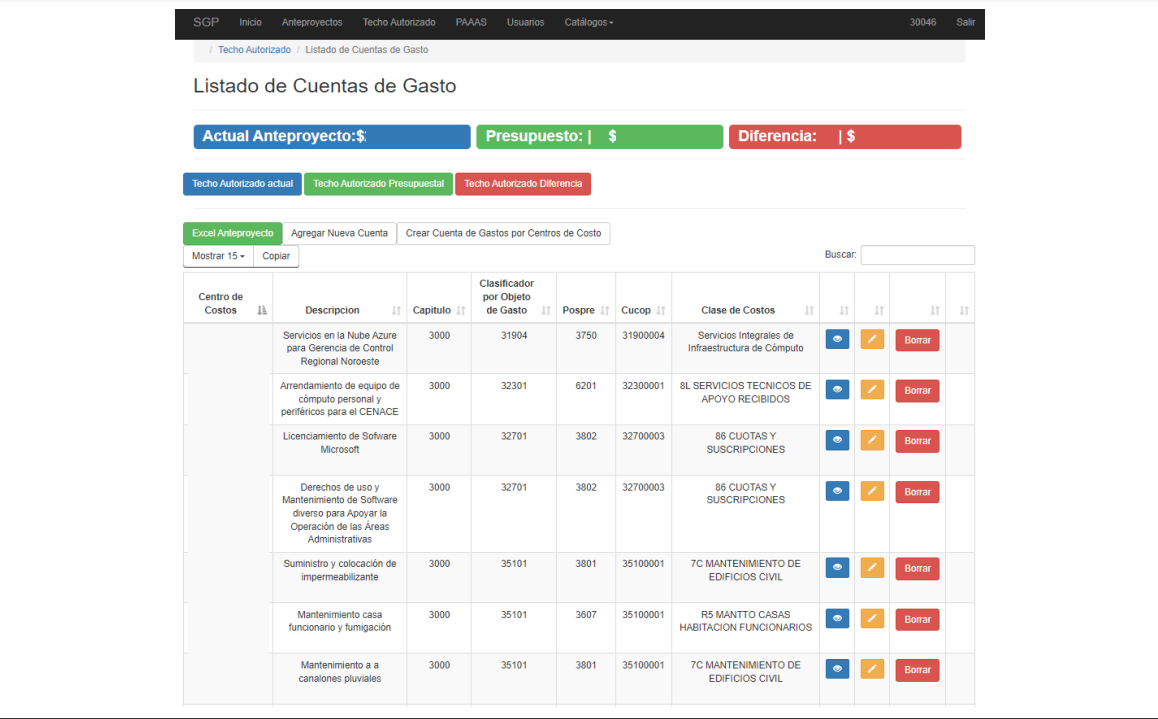 SGP Inicio Anteproyectos Techo Autorizado PAAAS Usuarios Catálogos 30046 Salir
/ Techo Autorizado / Listado de Cuentas de Gasto
Listado de Cuentas de Gasto
Actual Anteproyecto:$ Presupuesto: | $ Diferencia: | $
Techo Autorizado actual Techo Autorizado Presupuestal Techo Autorizado Diferencia
Excel Anteproyecto Agregar Nueva Cuenta Crear Cuenta de Gastos por Centros de Costo
Mostrar 15 Copiar Buscar:
Clasificador
Centro de por Objeto
Costos Descripcion Capitulo de Gasto Pospre Cucop Clase de Costos
Servicios en la Nube Azure 3000 31904 3750 31900004 Servicios Integrales de
para Gerencia de Control Infraestructura de Cómputo Borrar
Regional Noroeste
Arrendamiento de equipo de 3000 32301 6201 32300001 8L SERVICIOS TECNICOS DE
cómputo personal y APOYO RECIBIDOS Borrar
periféricos para el CENACE
Licenciamiento de Sofware 3000 32701 3802 32700003 86 CUOTAS Y
Microsoft SUSCRIPCIONES Borrar
Derechos de uso y 3000 32701 3802 32700003 86 CUOTAS Y
Mantenimiento de Software SUSCRIPCIONES Borrar
diverso para Apoyar la
Operación de las Áreas
Administrativas
Suministro y colocación de 3000 35101 3801 35100001 7C MANTENIMIENTO DE
impermeabilizante EDIFICIOS CIVIL Borrar
Mantenimiento casa 3000 35101 3607 35100001 R5 MANTTO CASAS
funcionario y fumigación HABITACION FUNCIONARIOS Borrar
Mantenimiento a a 3000 35101 3801 35100001 7C MANTENIMIENTO DE
canalones pluviales EDIFICIOS CIVIL Borrar